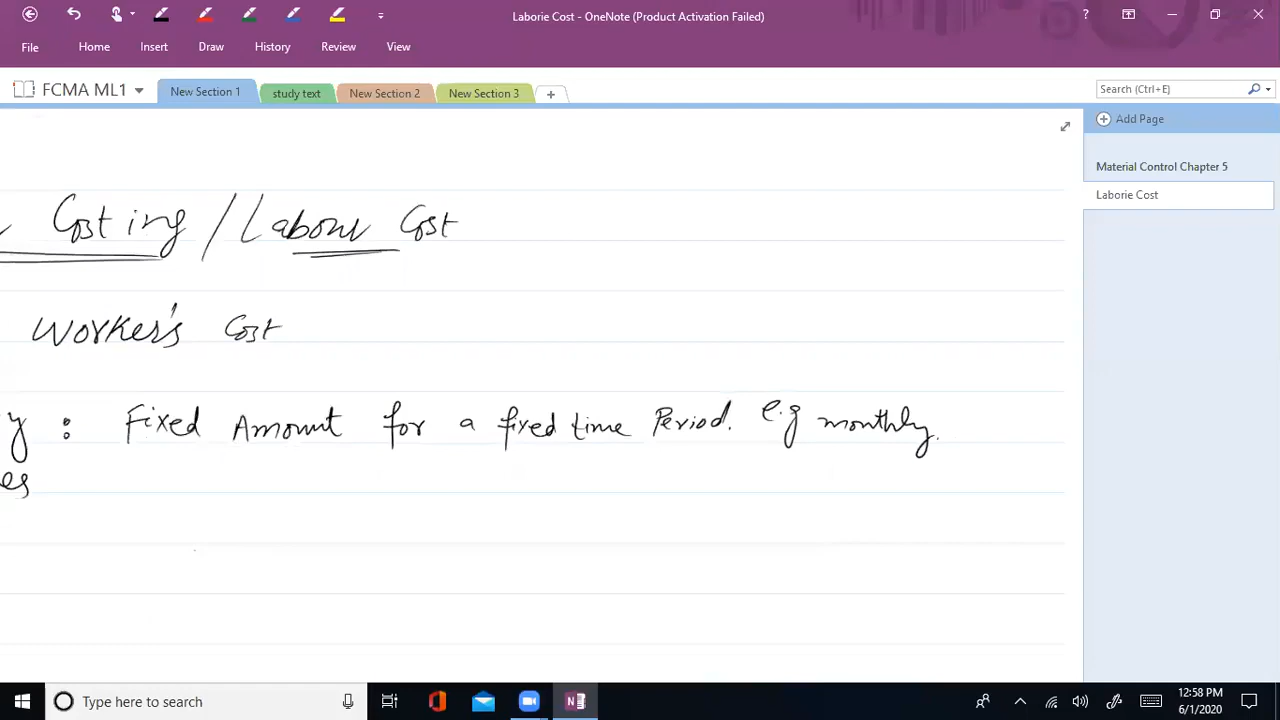 Laborie Cost - OneNote (Product Activation Failed)
File Home Insert Draw History Review View
FCMA ML1 New Section 1 study text New Section 2 New Section 3
Search (Ctrl+E)
Add Page
Material Control Chapter 5
Laborie Cost
Costing / Labour Cost
Worker's Cost
y : Fixed Amount for a fixed time Period. e.g monthly.
es
Type here to search
12:58 PM
6/1/2020